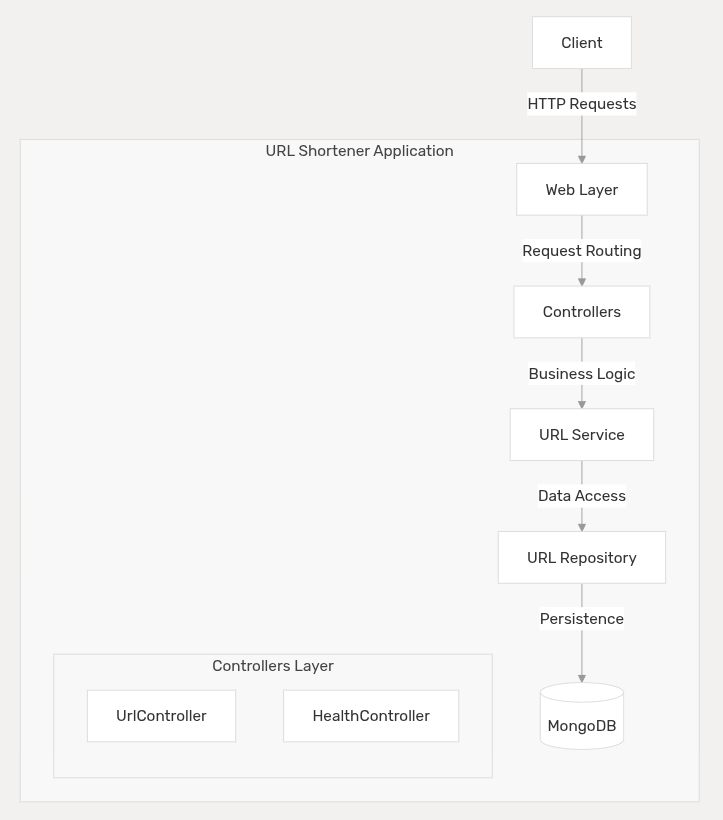 Client
HTTP Requests
URL Shortener Application
Web Layer
Request Routing
Controllers
Business Logic
URL Service
Data Access
URL Repository
Persistence
Controllers Layer
UrlController
HealthController
MongoDB